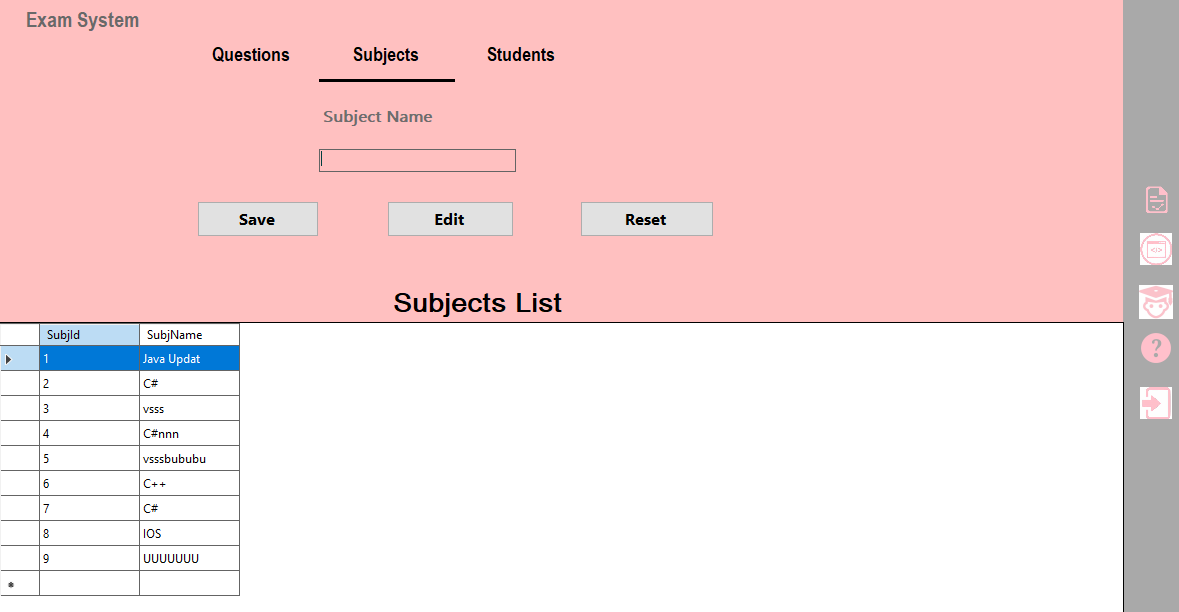 Exam System
Questions Subjects Students
Subject Name
Save Edit Reset
Subjects List
SubjId SubjName
1 Java Updat
2 C#
3 vsss
4 C#nnn
5 vsssbububu
6 C++
7 C#
8 IOS
9 UUUUUUU